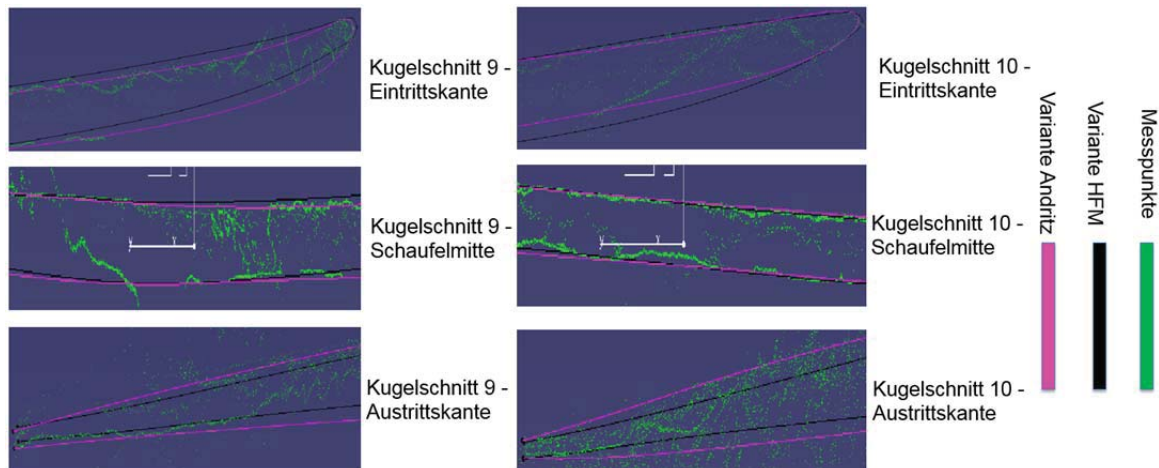 Kugelschnitt 9 -
Eintrittskante
Kugelschnitt 10 -
Eintrittskante
Kugelschnitt 9 -
Schaufelmitte
Kugelschnitt 10 -
Schaufelmitte
Kugelschnitt 9 -
Austrittskante
Kugelschnitt 10 -
Austrittskante
Variante Andritz
Variante HFM
Messpunkte